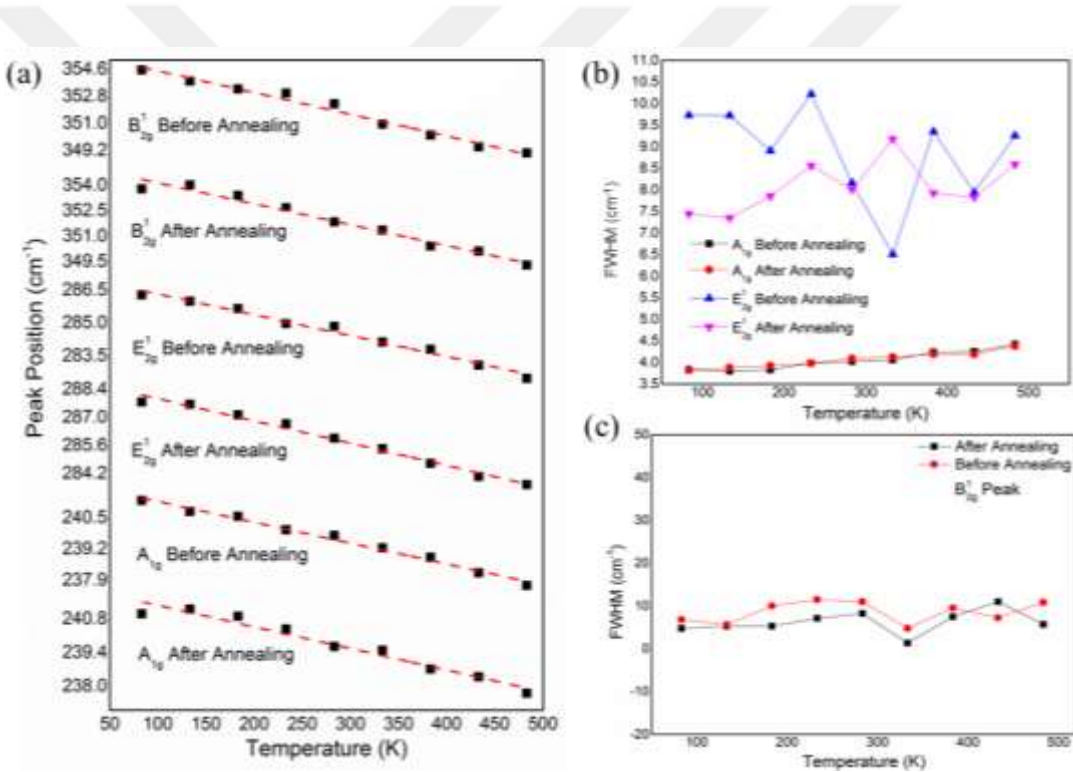 (a)
Peak Position (cm⁻¹)
354.6
352.8
351.0
349.2
354.0
352.5
351.0
349.5
286.5
285.0
283.5
288.4
287.0
285.6
284.2
240.5
239.2
237.9
240.8
239.4
238.0
B¹₂g Before Annealing
B¹₂g After Annealing
E¹₂g Before Annealing
E¹₂g After Annealing
A₁g Before Annealing
A₁g After Annealing
50 100 150 200 250 300 350 400 450 500
Temperature (K)
(b)
FWHM (cm⁻¹)
11.0
10.5
10.0
9.5
9.0
8.5
8.0
7.5
7.0
6.5
6.0
5.5
5.0
4.5
4.0
3.5
A₁g Before Annealing
A₁g After Annealing
E¹₂g Before Annealiing
E¹₂g After Annealing
100 200 300 400 500
Temperature (K)
(c)
FWHM (cm⁻¹)
50
40
30
20
10
0
-10
-20
After Annealing
Before Annealing
B¹₂g Peak
100 200 300 400 500
Temperature (K)